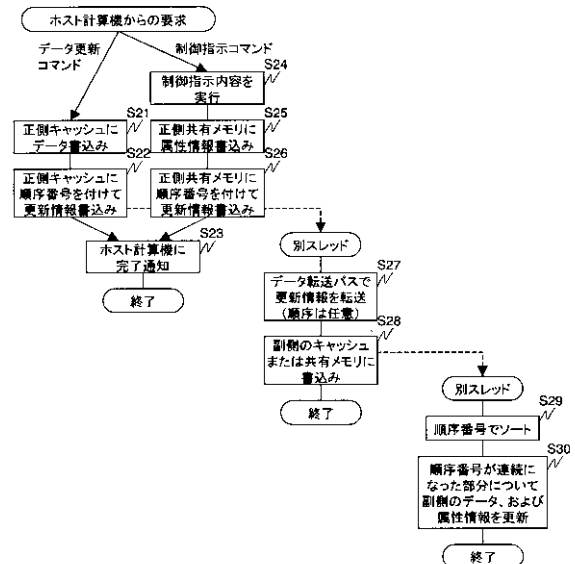 ホスト計算機からの要求
データ更新
コマンド
制御指示コマンド
S24
制御指示内容を
実行
S21
正側キャッシュに
データ書込み
S25
正側共有メモリに
属性情報書込み
S22
正側キャッシュに
順序番号を付けて
更新情報書込み
S26
正側共有メモリに
順序番号を付けて
更新情報書込み
S23
ホスト計算機に
完了通知
終了
別スレッド
S27
データ転送パスで
更新情報を転送
(順序は任意)
S28
副側のキャッシュ
または共有メモリに
書込み
終了
別スレッド
S29
順序番号でソート
S30
順序番号が連続に
なった部分について
副側のデータ、および
属性情報を更新
終了